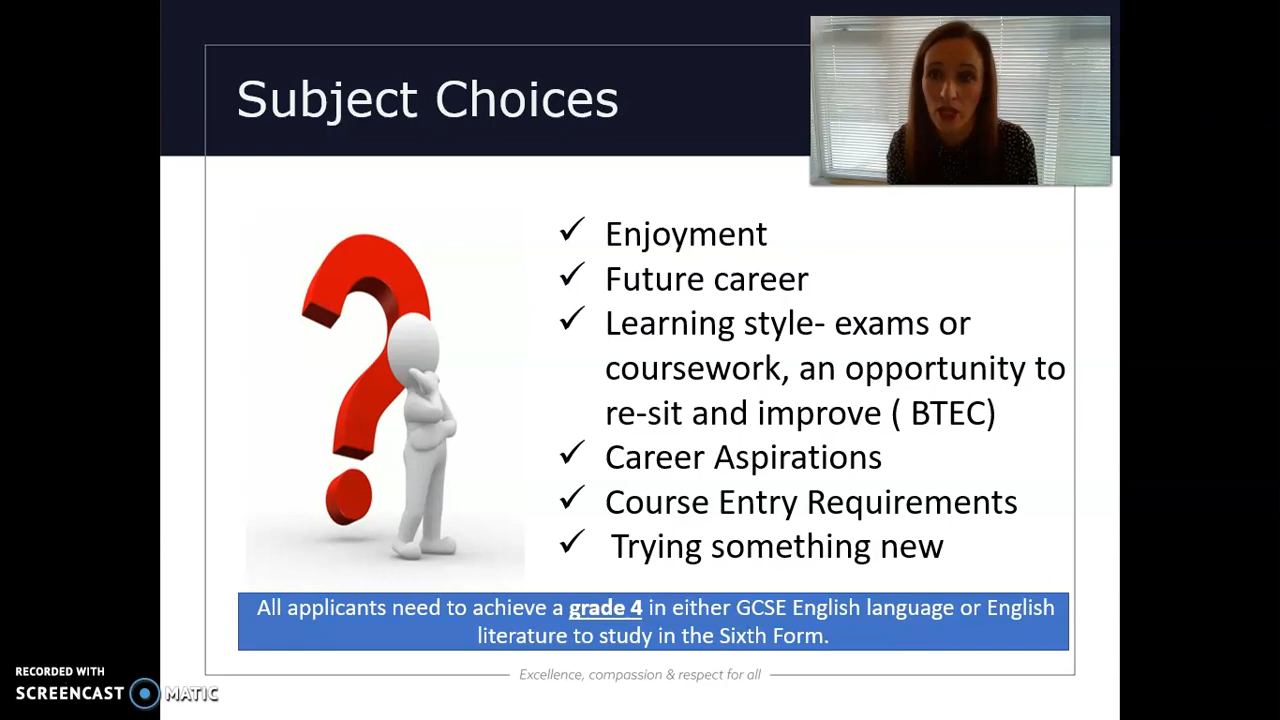 Subject Choices
✓ Enjoyment
✓ Future career
✓ Learning style- exams or
coursework, an opportunity to
re-sit and improve ( BTEC)
✓ Career Aspirations
✓ Course Entry Requirements
✓ Trying something new
All applicants need to achieve a grade 4 in either GCSE English language or English
literature to study in the Sixth Form.
Excellence, compassion & respect for all
RECORDED WITH
SCREENCAST MATIC